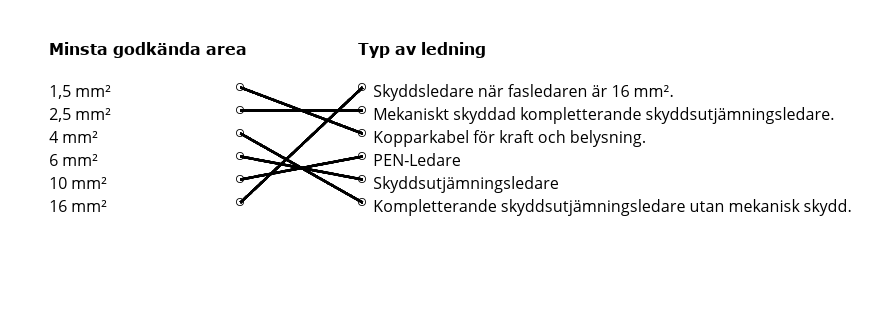 Minsta godkända area Typ av ledning
1,5 mm² Skyddsledare när fasledaren är 16 mm².
2,5 mm² Mekaniskt skyddad kompletterande skyddsutjämningsledare.
4 mm² Kopparkabel för kraft och belysning.
6 mm² PEN-Ledare
10 mm² Skyddsutjämningsledare
16 mm² Kompletterande skyddsutjämningsledare utan mekanisk skydd.